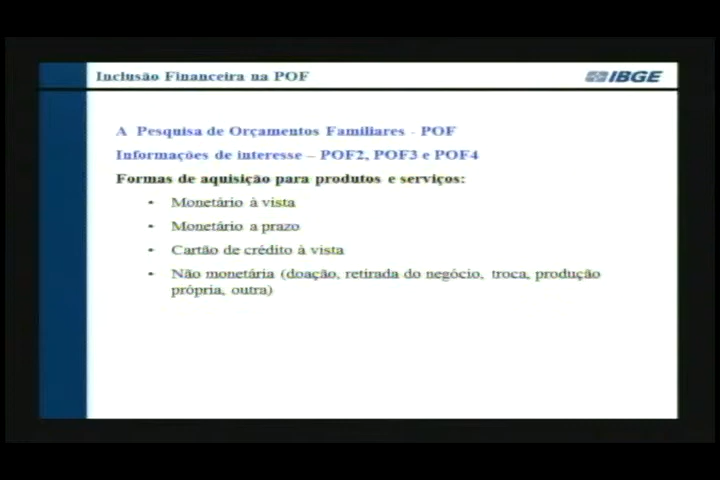 Inclusão Financeira na POF
IBGE
A Pesquisa de Orçamentos Familiares - POF
Informações de interesse – POF2, POF3 e POF4
Formas de aquisição para produtos e serviços:
• Monetário à vista
• Monetário a prazo
• Cartão de crédito à vista
• Não monetária (doação, retirada do negócio, troca, produção
própria, outra)